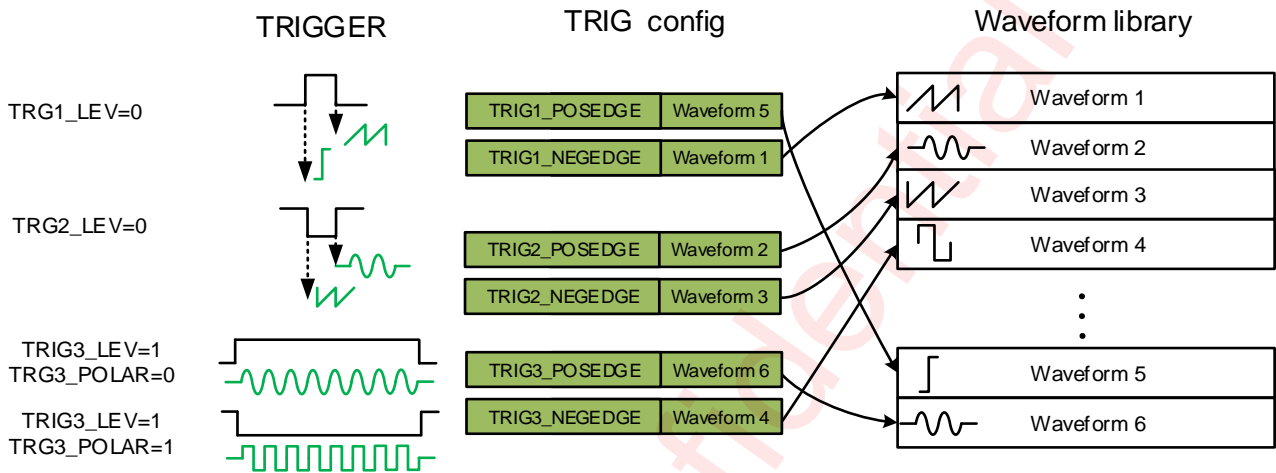 TRIGGER
TRIG config
Waveform library
TRG1_LEV=0
TRIG1_POSEDGE Waveform 5
TRIG1_NEGEDGE Waveform 1
Waveform 1
Waveform 2
Waveform 3
Waveform 4
TRG2_LEV=0
TRIG2_POSEDGE Waveform 2
TRIG2_NEGEDGE Waveform 3
TRIG3_LEV=1
TRG3_POLAR=0
TRIG3_LEV=1
TRG3_POLAR=1
TRIG3_POSEDGE Waveform 6
TRIG3_NEGEDGE Waveform 4
Waveform 5
Waveform 6
fidential